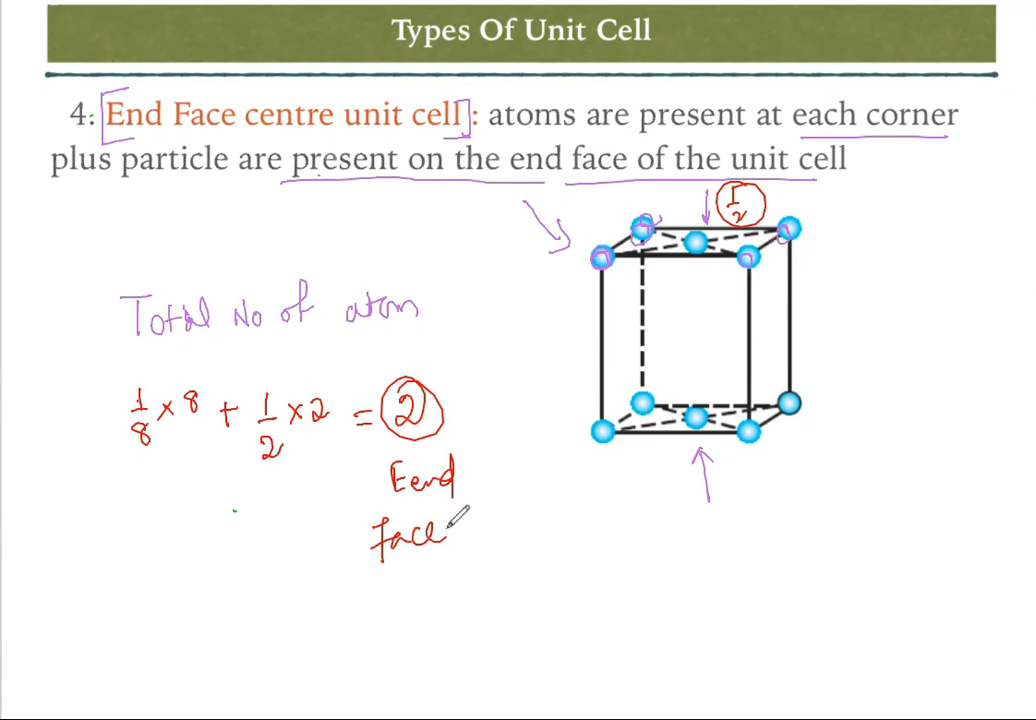 Types Of Unit Cell
4: End Face centre unit cell: atoms are present at each corner
plus particle are present on the end face of the unit cell
1/2
Total No of atom
1/8 × 8 + 1/2 × 2 = 2
Eend
face